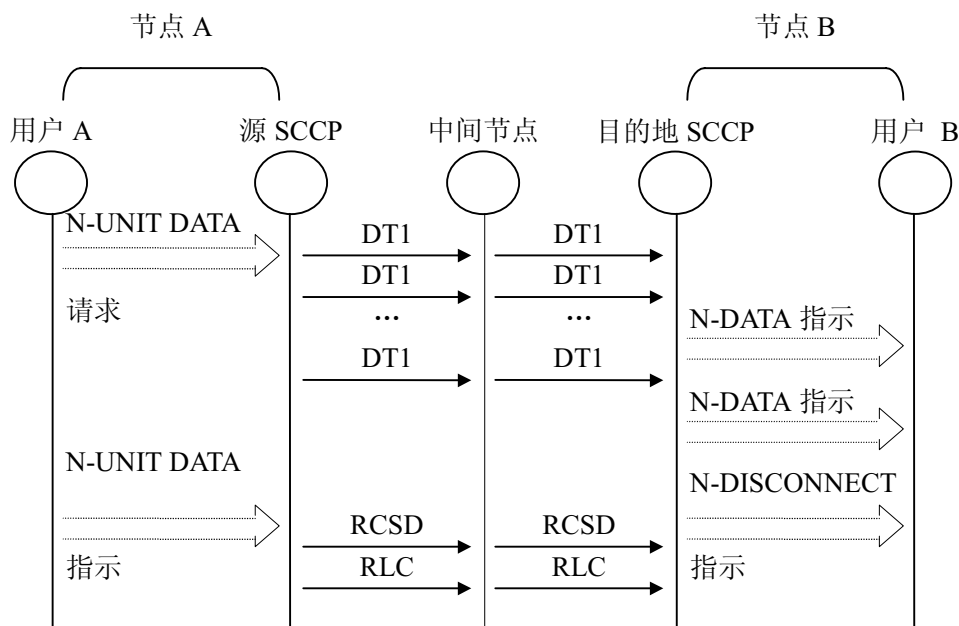 节点 A 节点 B
用户 A 源 SCCP 中间节点 目的地 SCCP 用户 B
N-UNIT DATA
DT1 DT1
DT1 DT1
请求 ... ...
N-DATA 指示
DT1 DT1
N-DATA 指示
N-UNIT DATA
N-DISCONNECT
RCSD RCSD
指示 RLC RLC 指示